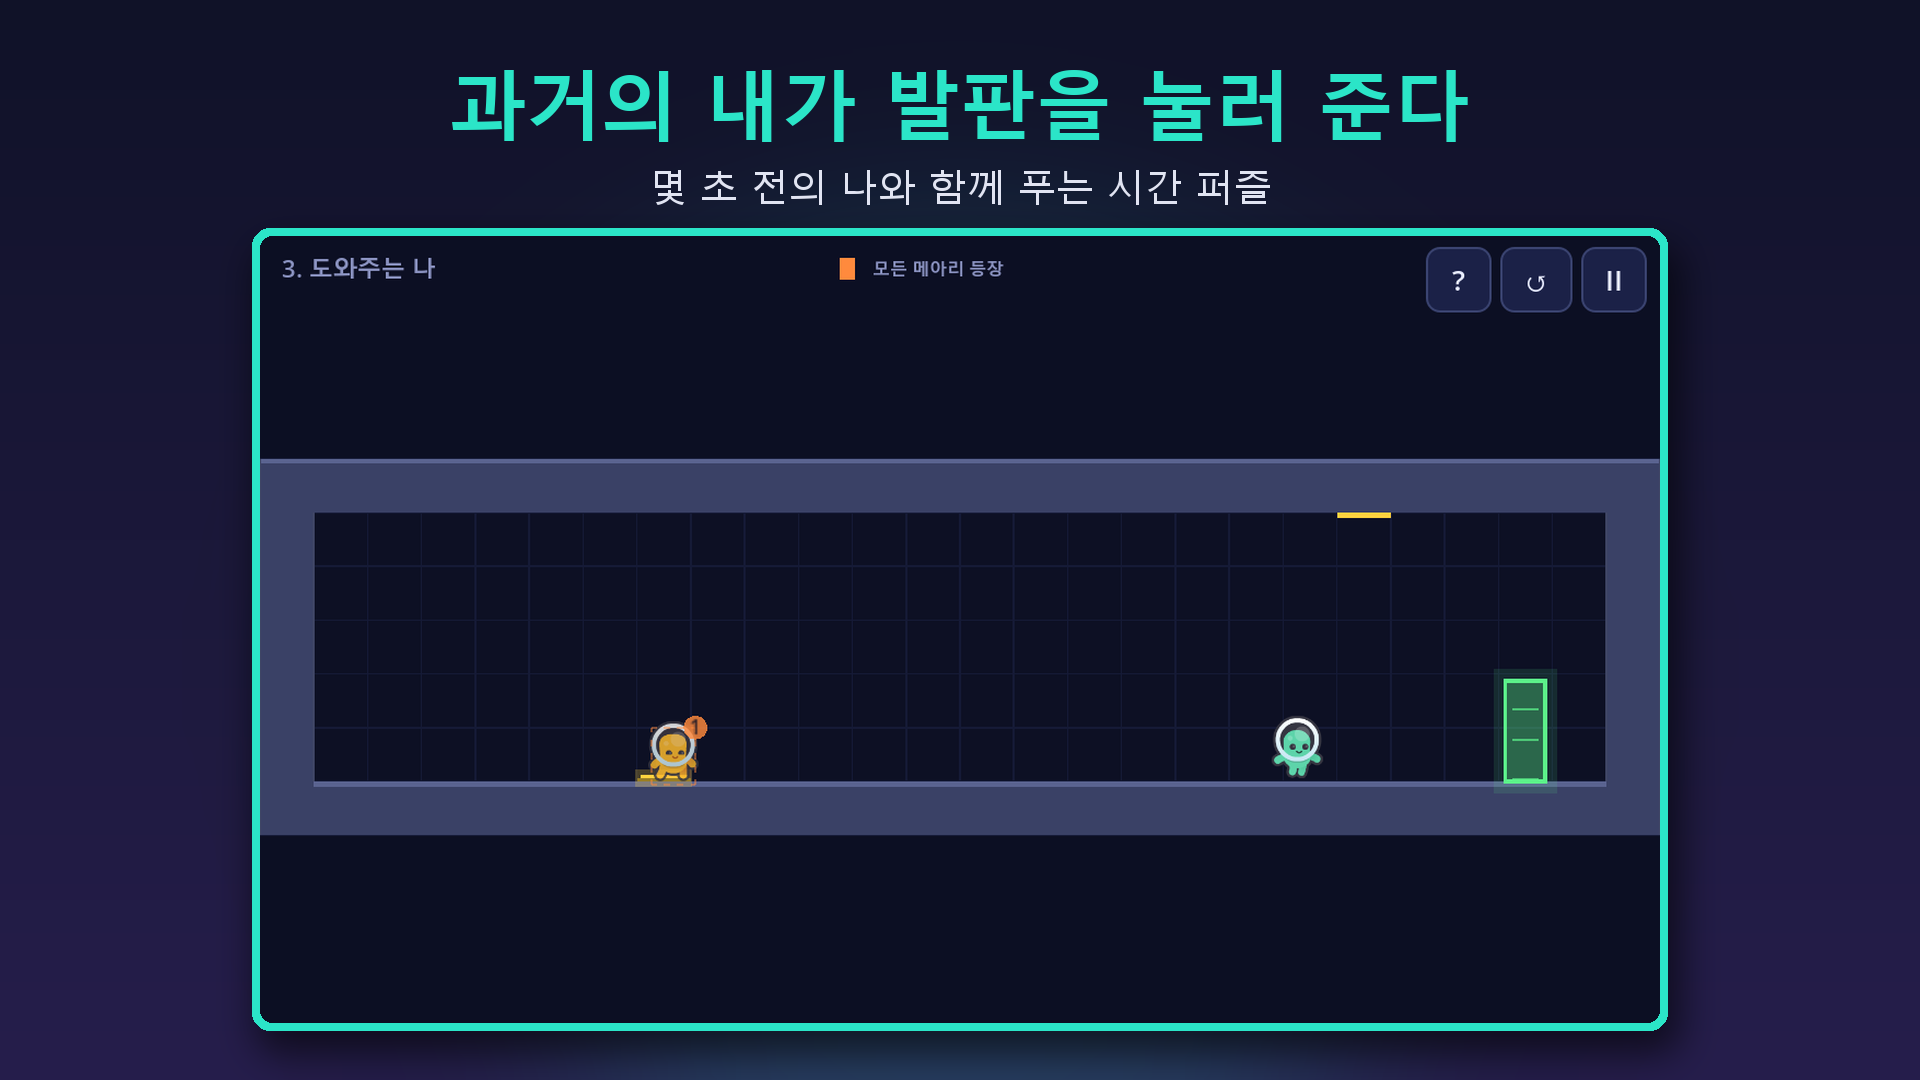 과거의 내가 발판을 눌러 준다
몇 초 전의 나와 함께 푸는 시간 퍼즐
3. 도와주는 나
모든 메아리 등장
?
1